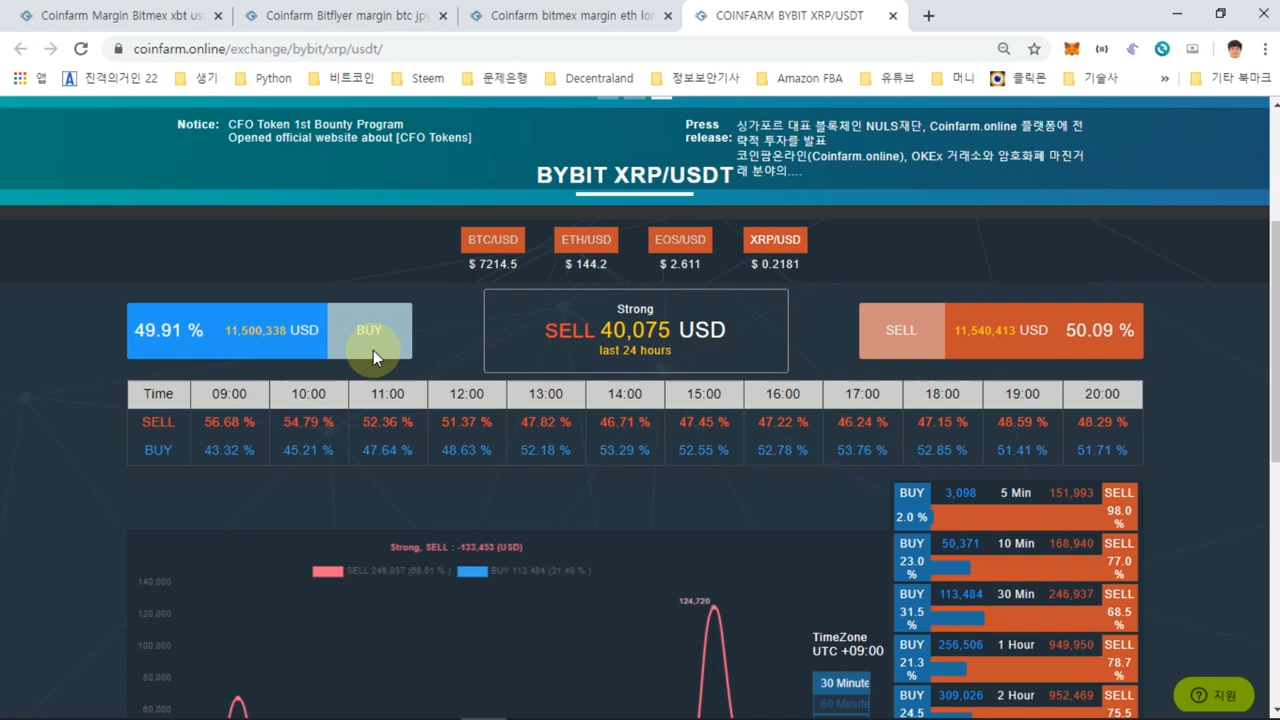 Coinfarm Margin Bitmex xbt us
Coinfarm Bitflyer margin btc jpy
Coinfarm bitmex margin eth lon
COINFARM BYBIT XRP/USDT
coinfarm.online/exchange/bybit/xrp/usdt/
앱
진격의거인 22
생기
Python
비트코인
Steem
문제은행
Decentraland
정보보안기사
Amazon FBA
유튜브
머니
클릭몬
기술사
»
기타 북마크
Notice: CFO Token 1st Bounty Program
Opened official website about [CFO Tokens]
Press release: 싱가포르 대표 블록체인 NULS재단, Coinfarm.online 플랫폼에 전
략적 투자를 발표
코인팜온라인(Coinfarm.online), OKEx 거래소와 암호화폐 마진거
래 분야의....
BYBIT XRP/USDT
BTC/USD ETH/USD EOS/USD XRP/USD
$ 7214.5 $ 144.2 $ 2.611 $ 0.2181
49.91 % 11,500,338 USD BUY
Strong
SELL 40,075 USD
last 24 hours
SELL 11,540,413 USD 50.09 %
Time 09:00 10:00 11:00 12:00 13:00 14:00 15:00 16:00 17:00 18:00 19:00 20:00
SELL 56.68 % 54.79 % 52.36 % 51.37 % 47.82 % 46.71 % 47.45 % 47.22 % 46.24 % 47.15 % 48.59 % 48.29 %
BUY 43.32 % 45.21 % 47.64 % 48.63 % 52.18 % 53.29 % 52.55 % 52.78 % 53.76 % 52.85 % 51.41 % 51.71 %
Strong, SELL : -133,453 (USD)
SELL 246,937 (68.51 % ) BUY 113,484 (31.49 % )
140,000
120,000
100,000
80,000
60,000
124,720
TimeZone
UTC +09:00
30 Minute
60 Minute
BUY 3,098 5 Min 151,993 SELL
2.0 % 98.0 %
BUY 50,371 10 Min 168,940 SELL
23.0 % 77.0 %
BUY 113,484 30 Min 246,937 SELL
31.5 % 68.5 %
BUY 256,506 1 Hour 949,950 SELL
21.3 % 78.7 %
BUY 309,026 2 Hour 952,469 SELL
24.5 75.5
지원